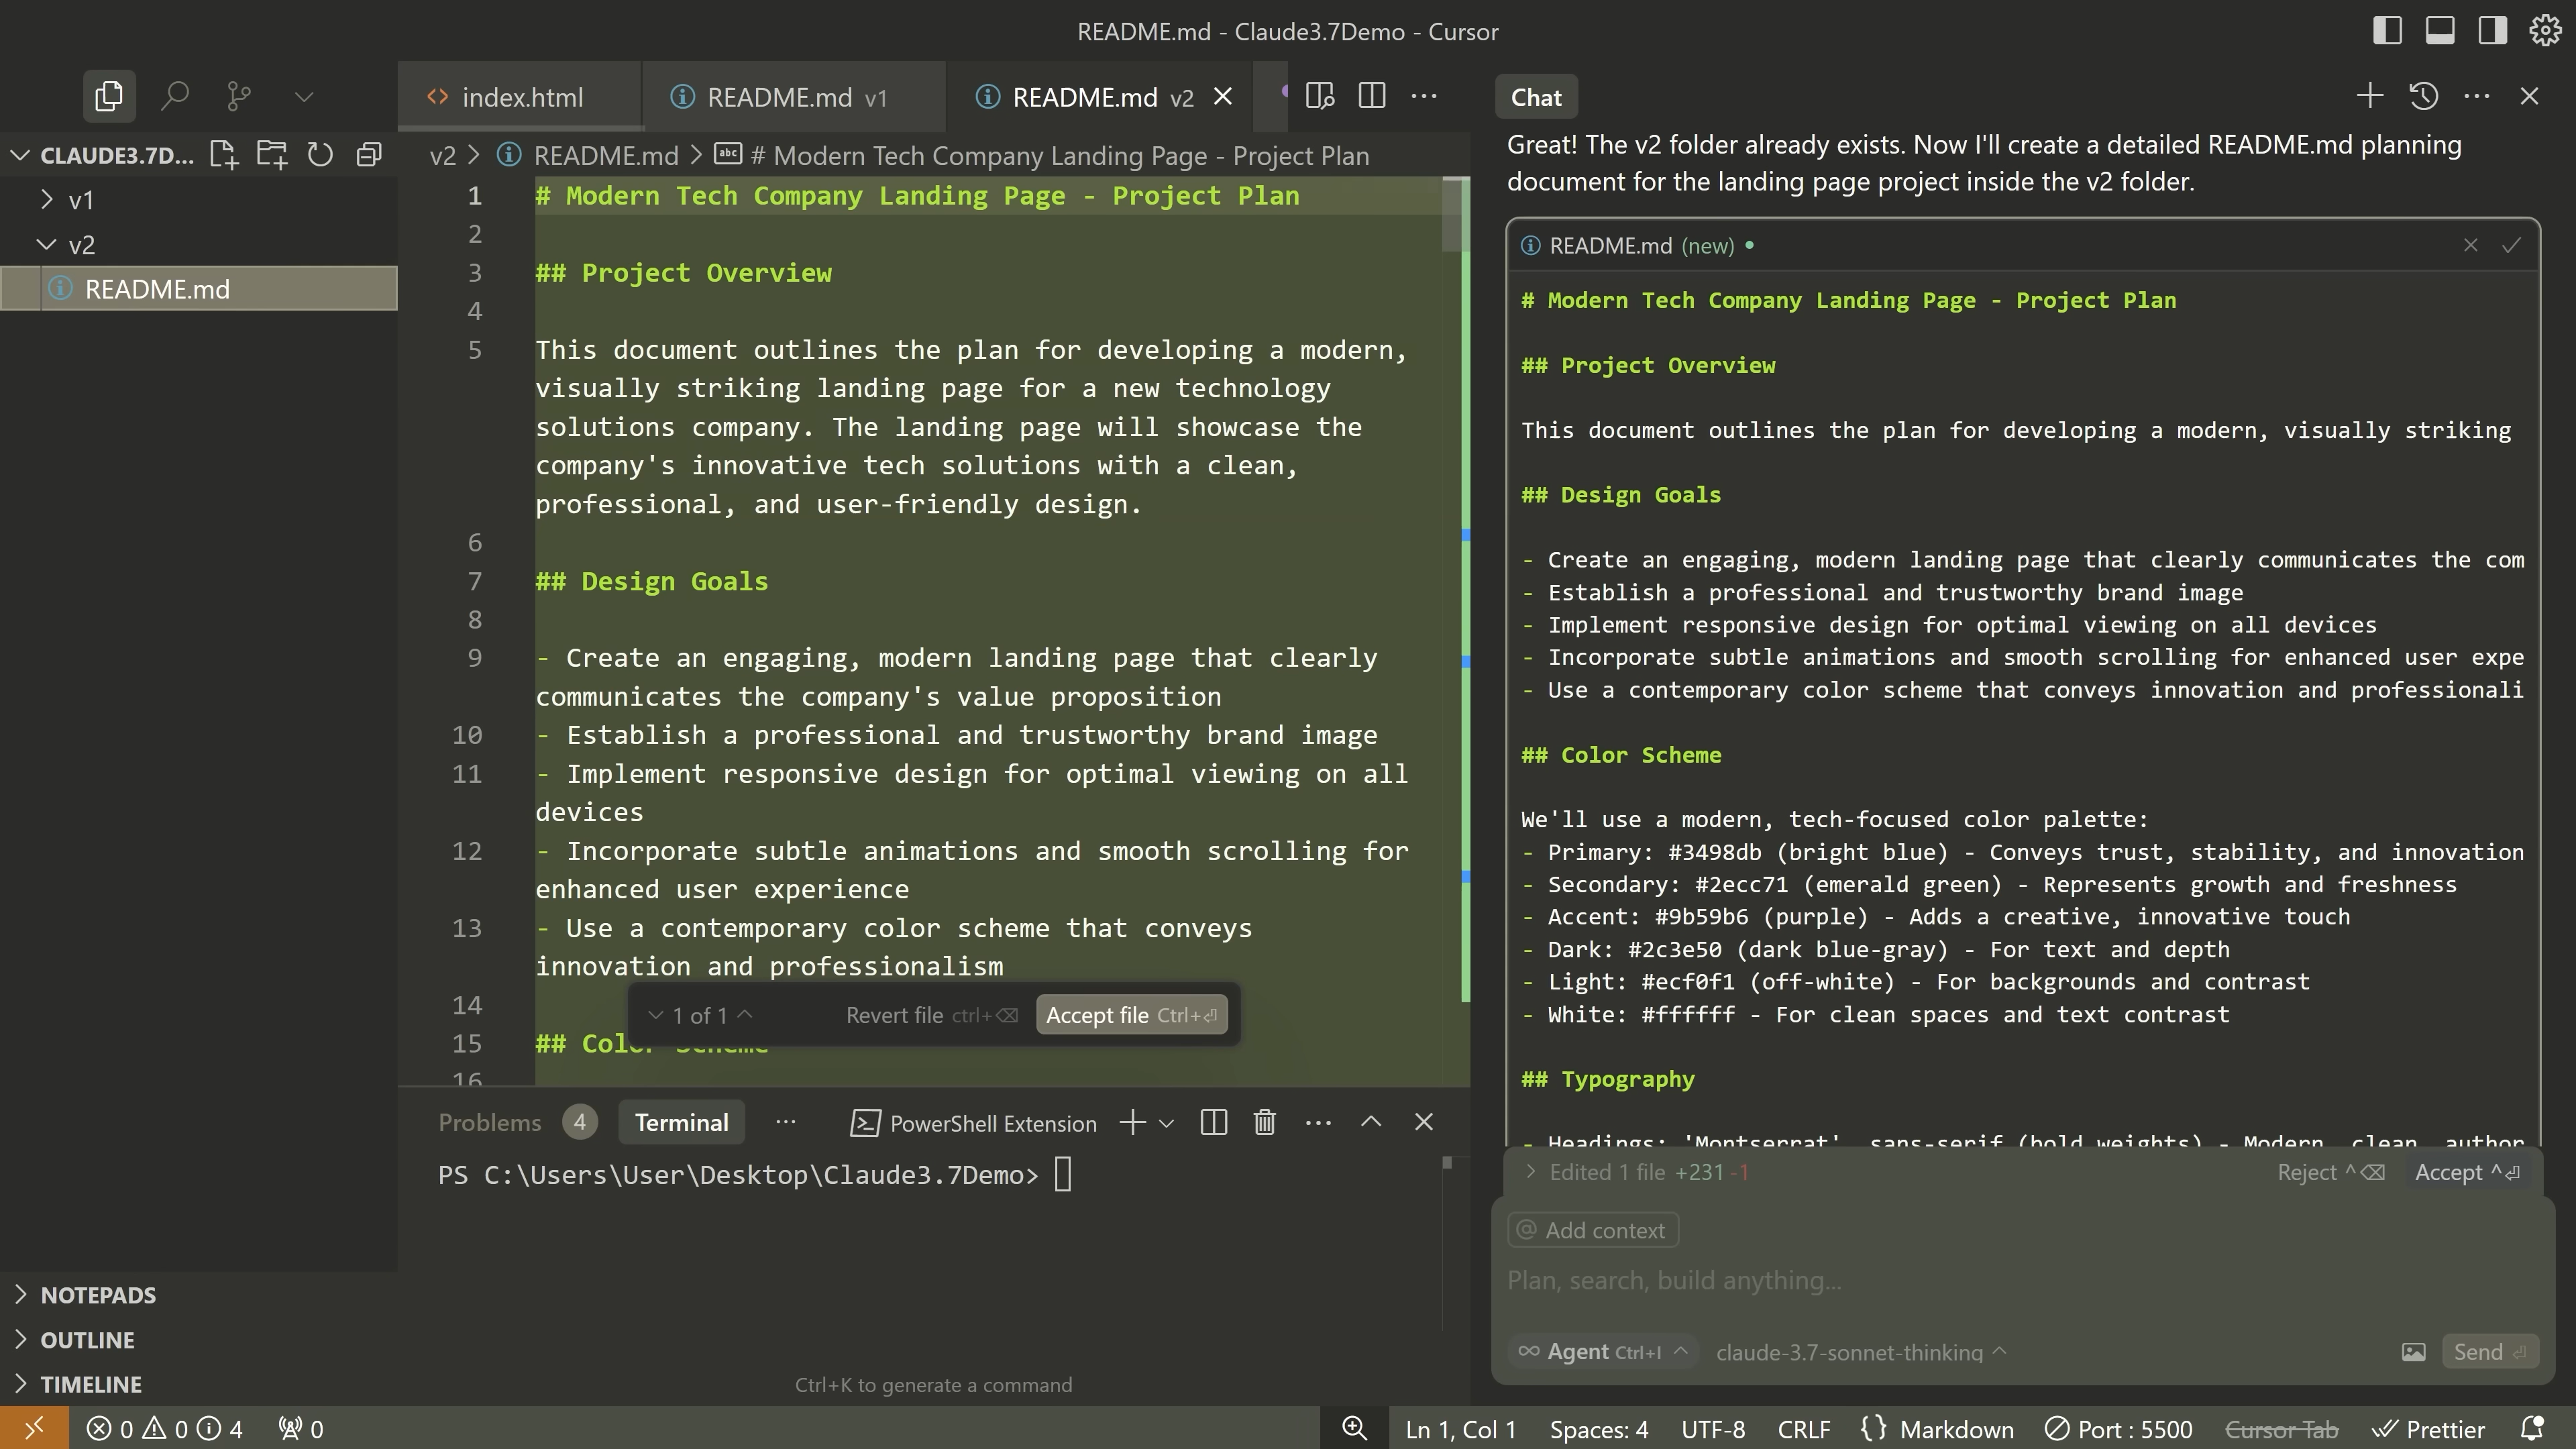 README.md - Claude3.7Demo - Cursor
index.html
README.md v1
README.md v2
Chat
CLAUDE3.7D...
v1
v2
README.md
NOTEPADS
OUTLINE
TIMELINE
v2 > README.md > # Modern Tech Company Landing Page - Project Plan
1 # Modern Tech Company Landing Page - Project Plan
2
3 ## Project Overview
4
5 This document outlines the plan for developing a modern,
visually striking landing page for a new technology
solutions company. The landing page will showcase the
company's innovative tech solutions with a clean,
professional, and user-friendly design.
6
7 ## Design Goals
8
9 - Create an engaging, modern landing page that clearly
communicates the company's value proposition
10 - Establish a professional and trustworthy brand image
11 - Implement responsive design for optimal viewing on all
devices
12 - Incorporate subtle animations and smooth scrolling for
enhanced user experience
13 - Use a contemporary color scheme that conveys
innovation and professionalism
14
1 of 1 Revert file ctrl+⌫ Accept file Ctrl+⏎
15 ## Color Scheme
16
Problems 4 Terminal ... PowerShell Extension
PS C:\Users\User\Desktop\Claude3.7Demo>
Ctrl+K to generate a command
Great! The v2 folder already exists. Now I'll create a detailed README.md planning
document for the landing page project inside the v2 folder.
README.md (new)
# Modern Tech Company Landing Page - Project Plan
## Project Overview
This document outlines the plan for developing a modern, visually striking
## Design Goals
- Create an engaging, modern landing page that clearly communicates the com
- Establish a professional and trustworthy brand image
- Implement responsive design for optimal viewing on all devices
- Incorporate subtle animations and smooth scrolling for enhanced user expe
- Use a contemporary color scheme that conveys innovation and professionali
## Color Scheme
We'll use a modern, tech-focused color palette:
- Primary: #3498db (bright blue) - Conveys trust, stability, and innovation
- Secondary: #2ecc71 (emerald green) - Represents growth and freshness
- Accent: #9b59b6 (purple) - Adds a creative, innovative touch
- Dark: #2c3e50 (dark blue-gray) - For text and depth
- Light: #ecf0f1 (off-white) - For backgrounds and contrast
- White: #ffffff - For clean spaces and text contrast
## Typography
- Headings: 'Montserrat', sans-serif (bold weights) - Modern, clean, author
Edited 1 file +231 -1 Reject ^⌫ Accept ^⏎
@ Add context
Plan, search, build anything...
∞ Agent Ctrl+I claude-3.7-sonnet-thinking Send ⏎
0 0 4 0 Ln 1, Col 1 Spaces: 4 UTF-8 CRLF {} Markdown Port : 5500 Cursor Tab Prettier